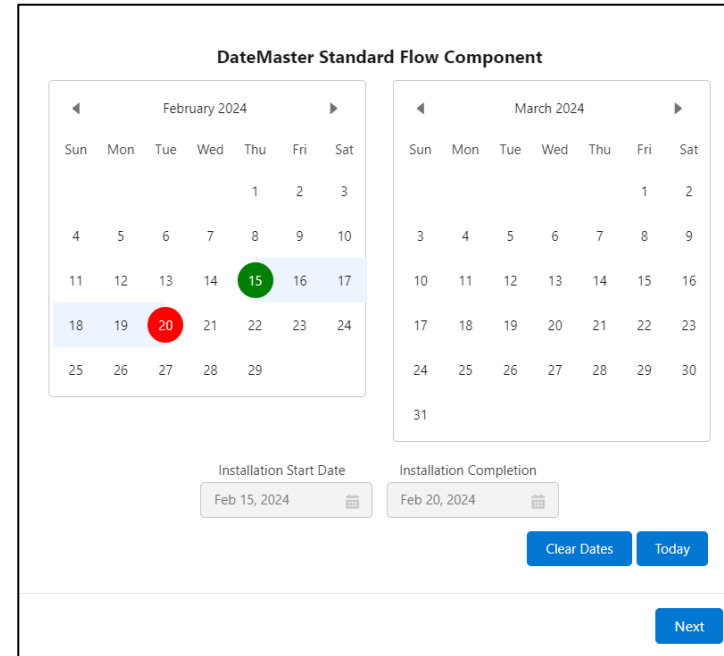 DateMaster Standard Flow Component
February 2024
Sun Mon Tue Wed Thu Fri Sat
1 2 3
4 5 6 7 8 9 10
11 12 13 14 15 16 17
18 19 20 21 22 23 24
25 26 27 28 29
March 2024
Sun Mon Tue Wed Thu Fri Sat
1 2
3 4 5 6 7 8 9
10 11 12 13 14 15 16
17 18 19 20 21 22 23
24 25 26 27 28 29 30
31
Installation Start Date
Feb 15, 2024
Installation Completion
Feb 20, 2024
Clear Dates
Today
Next